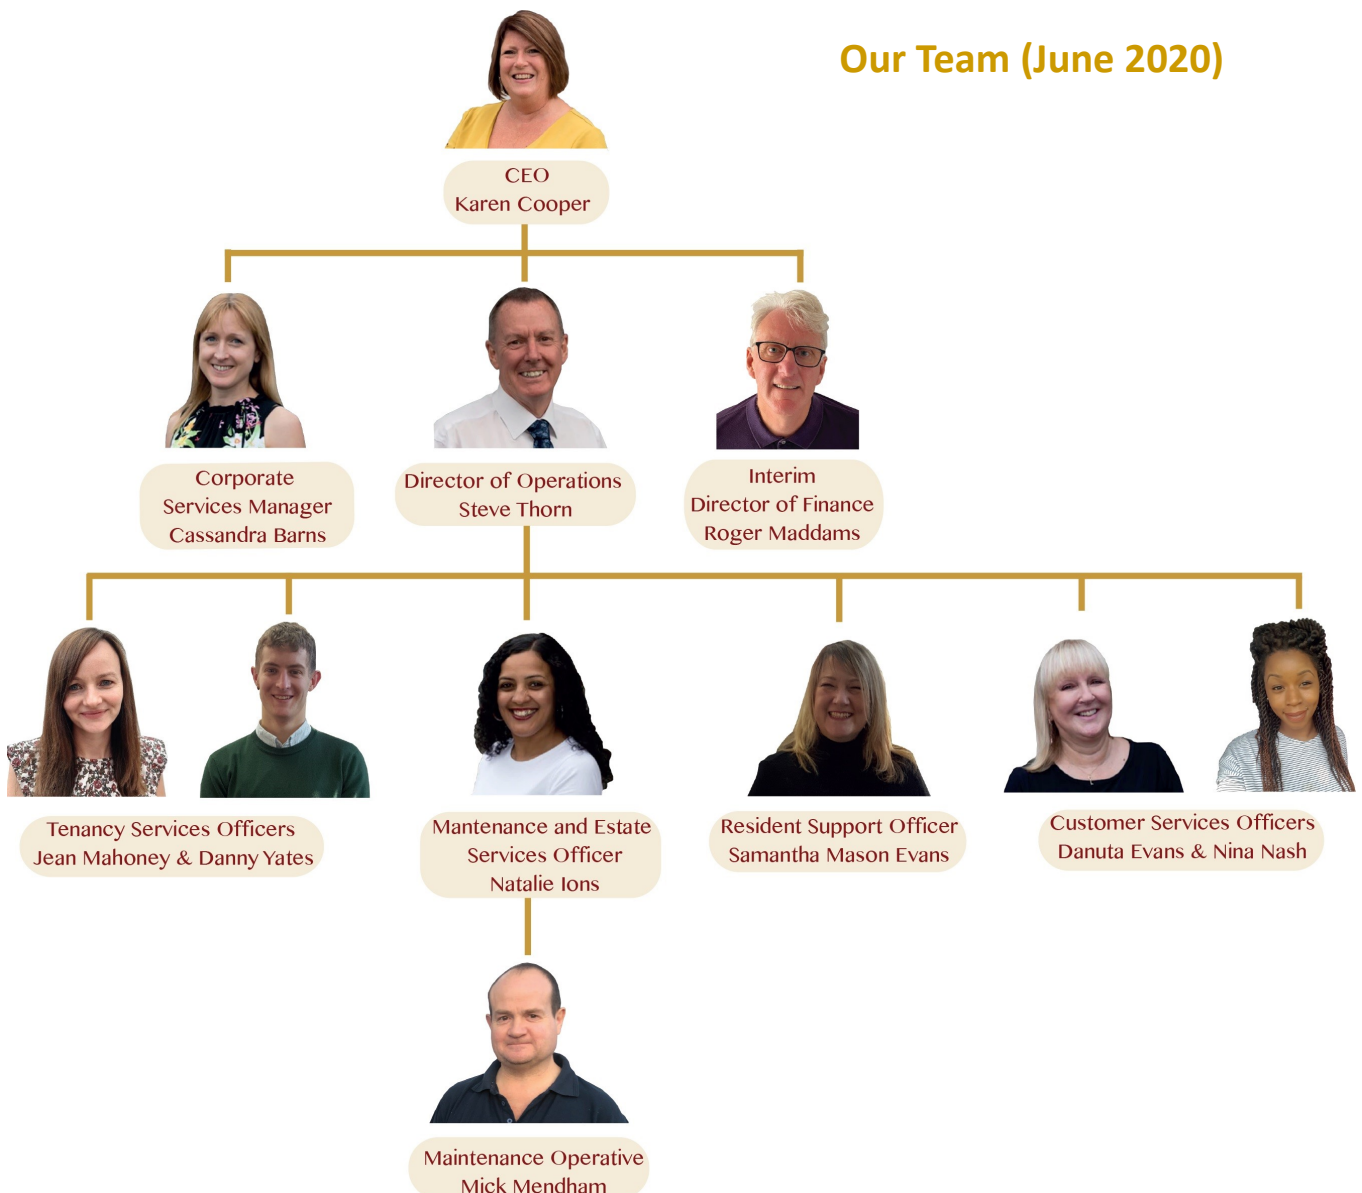 Our Team (June 2020)
CEO
Karen Cooper
Corporate
Services Manager
Cassandra Barns
Director of Operations
Steve Thorn
Interim
Director of Finance
Roger Maddams
Tenancy Services Officers
Jean Mahoney & Danny Yates
Mantenance and Estate
Services Officer
Natalie Ions
Resident Support Officer
Samantha Mason Evans
Customer Services Officers
Danuta Evans & Nina Nash
Maintenance Operative
Mick Mendham